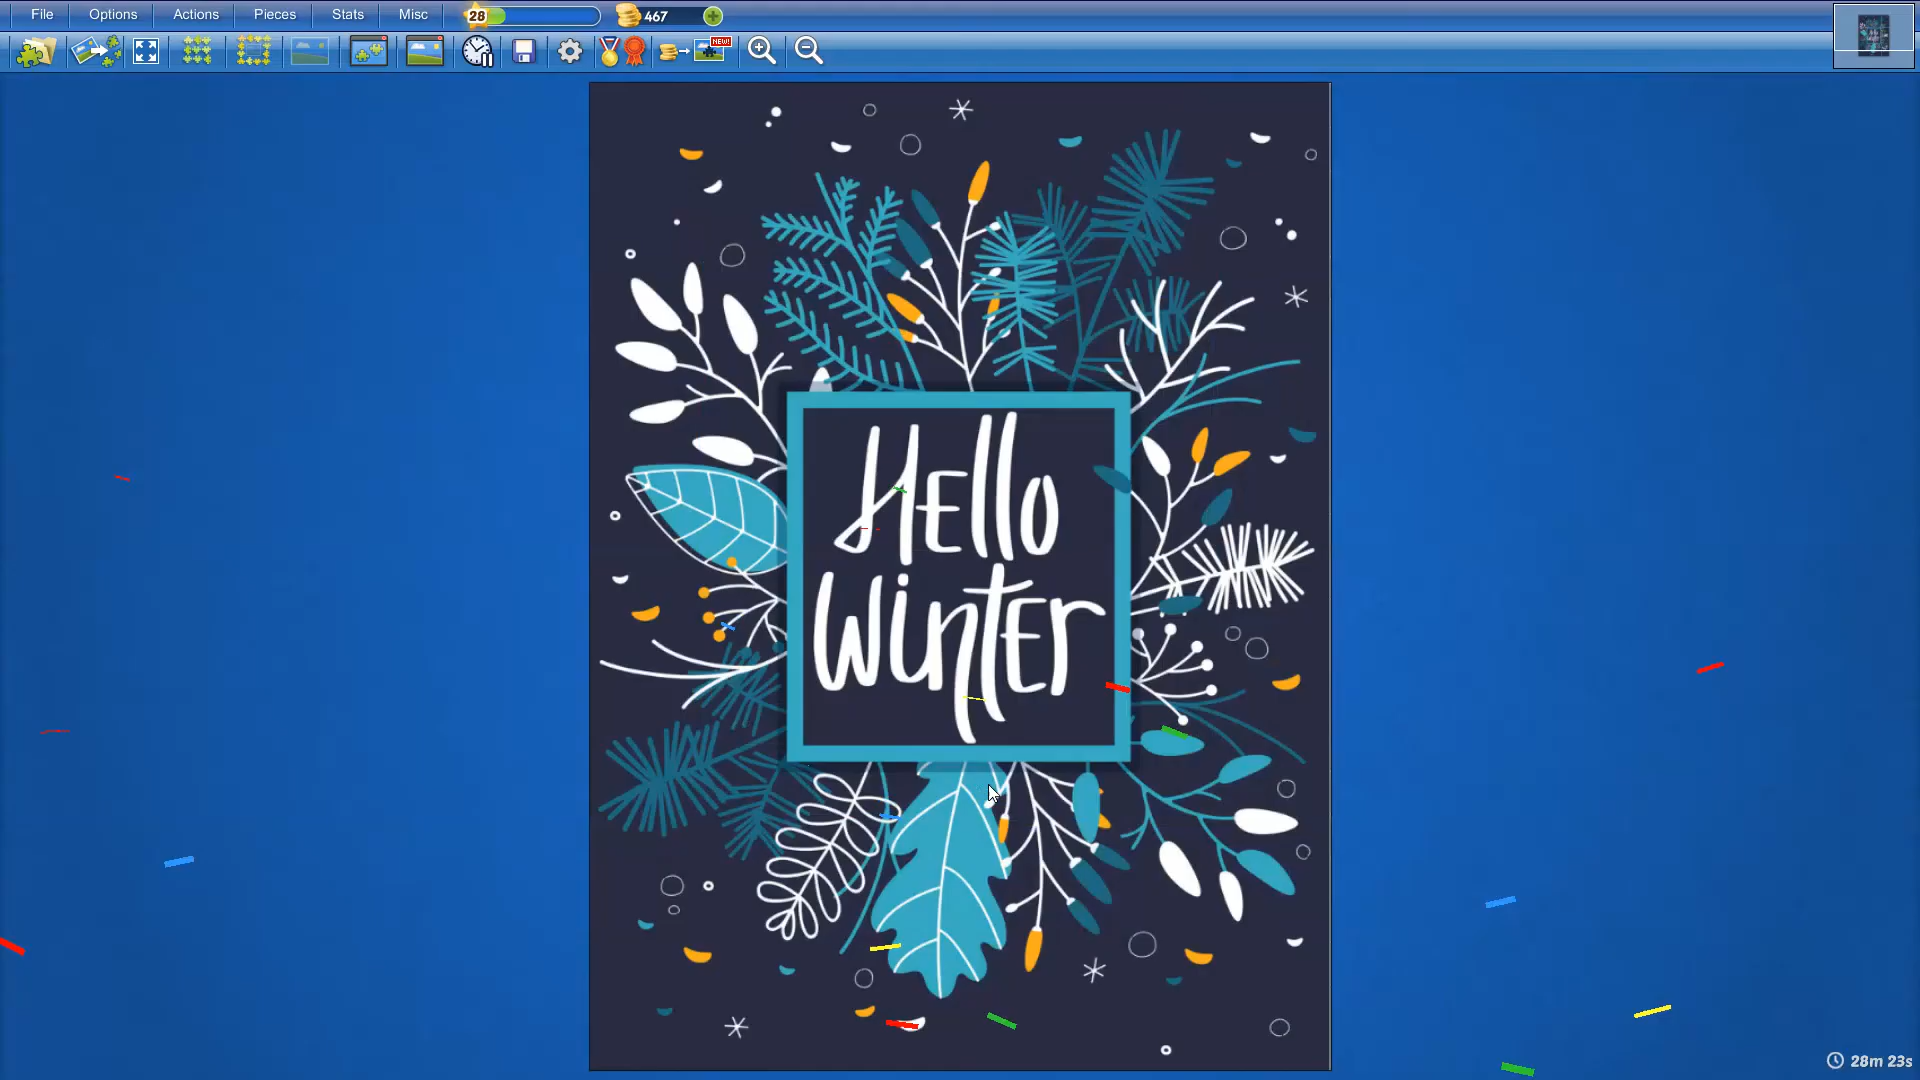 File Options Actions Pieces Stats Misc 28 467
NEW!
Hello
Winter
28m 23s